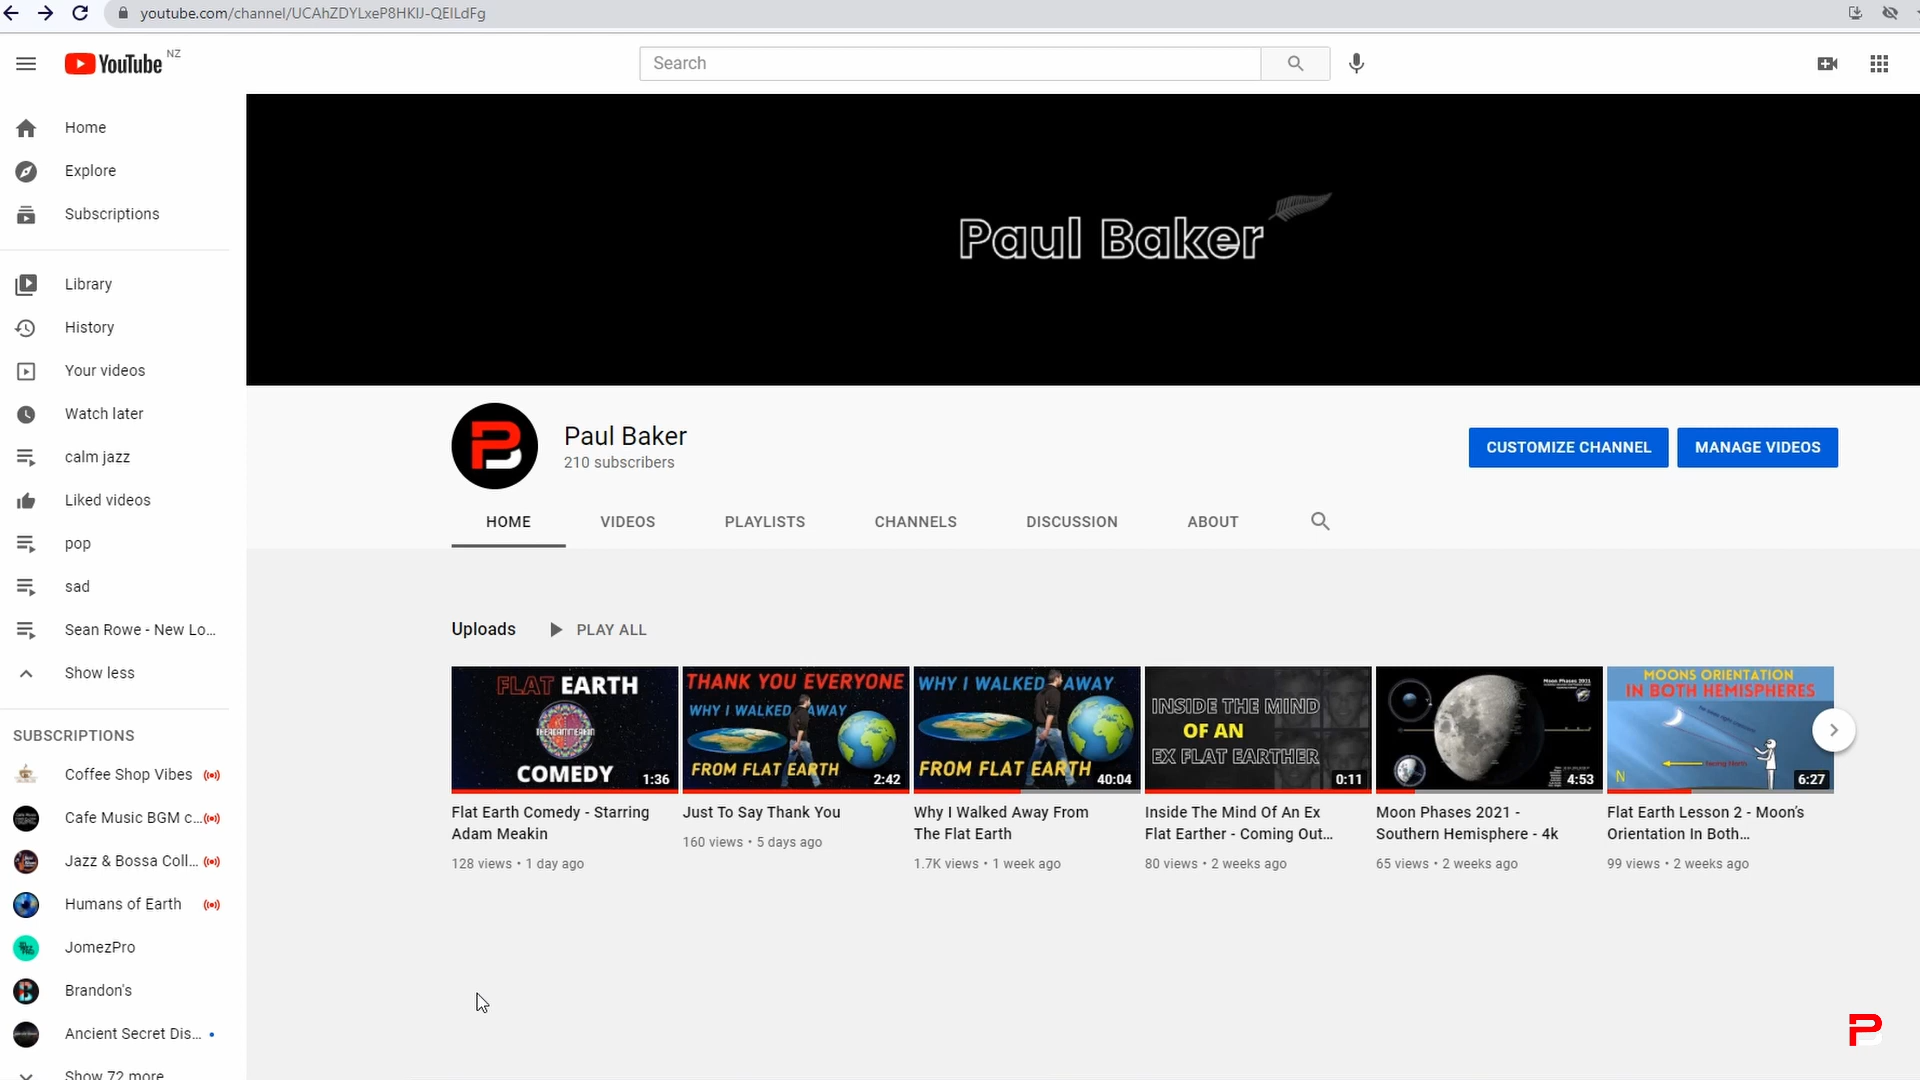 youtube.com/channel/UCAhZDYLxeP8HKIJ-QEILdFg
YouTube NZ
Search
Home
Explore
Subscriptions
Library
History
Your videos
Watch later
calm jazz
Liked videos
pop
sad
Sean Rowe - New Lo...
Show less
SUBSCRIPTIONS
Coffee Shop Vibes
Cafe Music BGM c...
Jazz & Bossa Coll...
Humans of Earth
JomezPro
Brandon's
Ancient Secret Dis...
Show 72 more
Paul Baker
Paul Baker
210 subscribers
CUSTOMIZE CHANNEL
MANAGE VIDEOS
HOME
VIDEOS
PLAYLISTS
CHANNELS
DISCUSSION
ABOUT
Uploads
PLAY ALL
FLAT EARTH
THEADAMMEAKIN
COMEDY
1:36
Flat Earth Comedy - Starring
Adam Meakin
128 views • 1 day ago
THANK YOU EVERYONE
WHY I WALKED AWAY
FROM FLAT EARTH
2:42
Just To Say Thank You
160 views • 5 days ago
WHY I WALKED AWAY
FROM FLAT EARTH
40:04
Why I Walked Away From
The Flat Earth
1.7K views • 1 week ago
INSIDE THE MIND
OF AN
EX FLAT EARTHER
0:11
Inside The Mind Of An Ex
Flat Earther - Coming Out...
80 views • 2 weeks ago
Moon Phases 2021
Southern Hemisphere
4:53
Moon Phases 2021 -
Southern Hemisphere - 4k
65 views • 2 weeks ago
MOONS ORIENTATION
IN BOTH HEMISPHERES
Facing North
N
6:27
Flat Earth Lesson 2 - Moon's
Orientation In Both...
99 views • 2 weeks ago